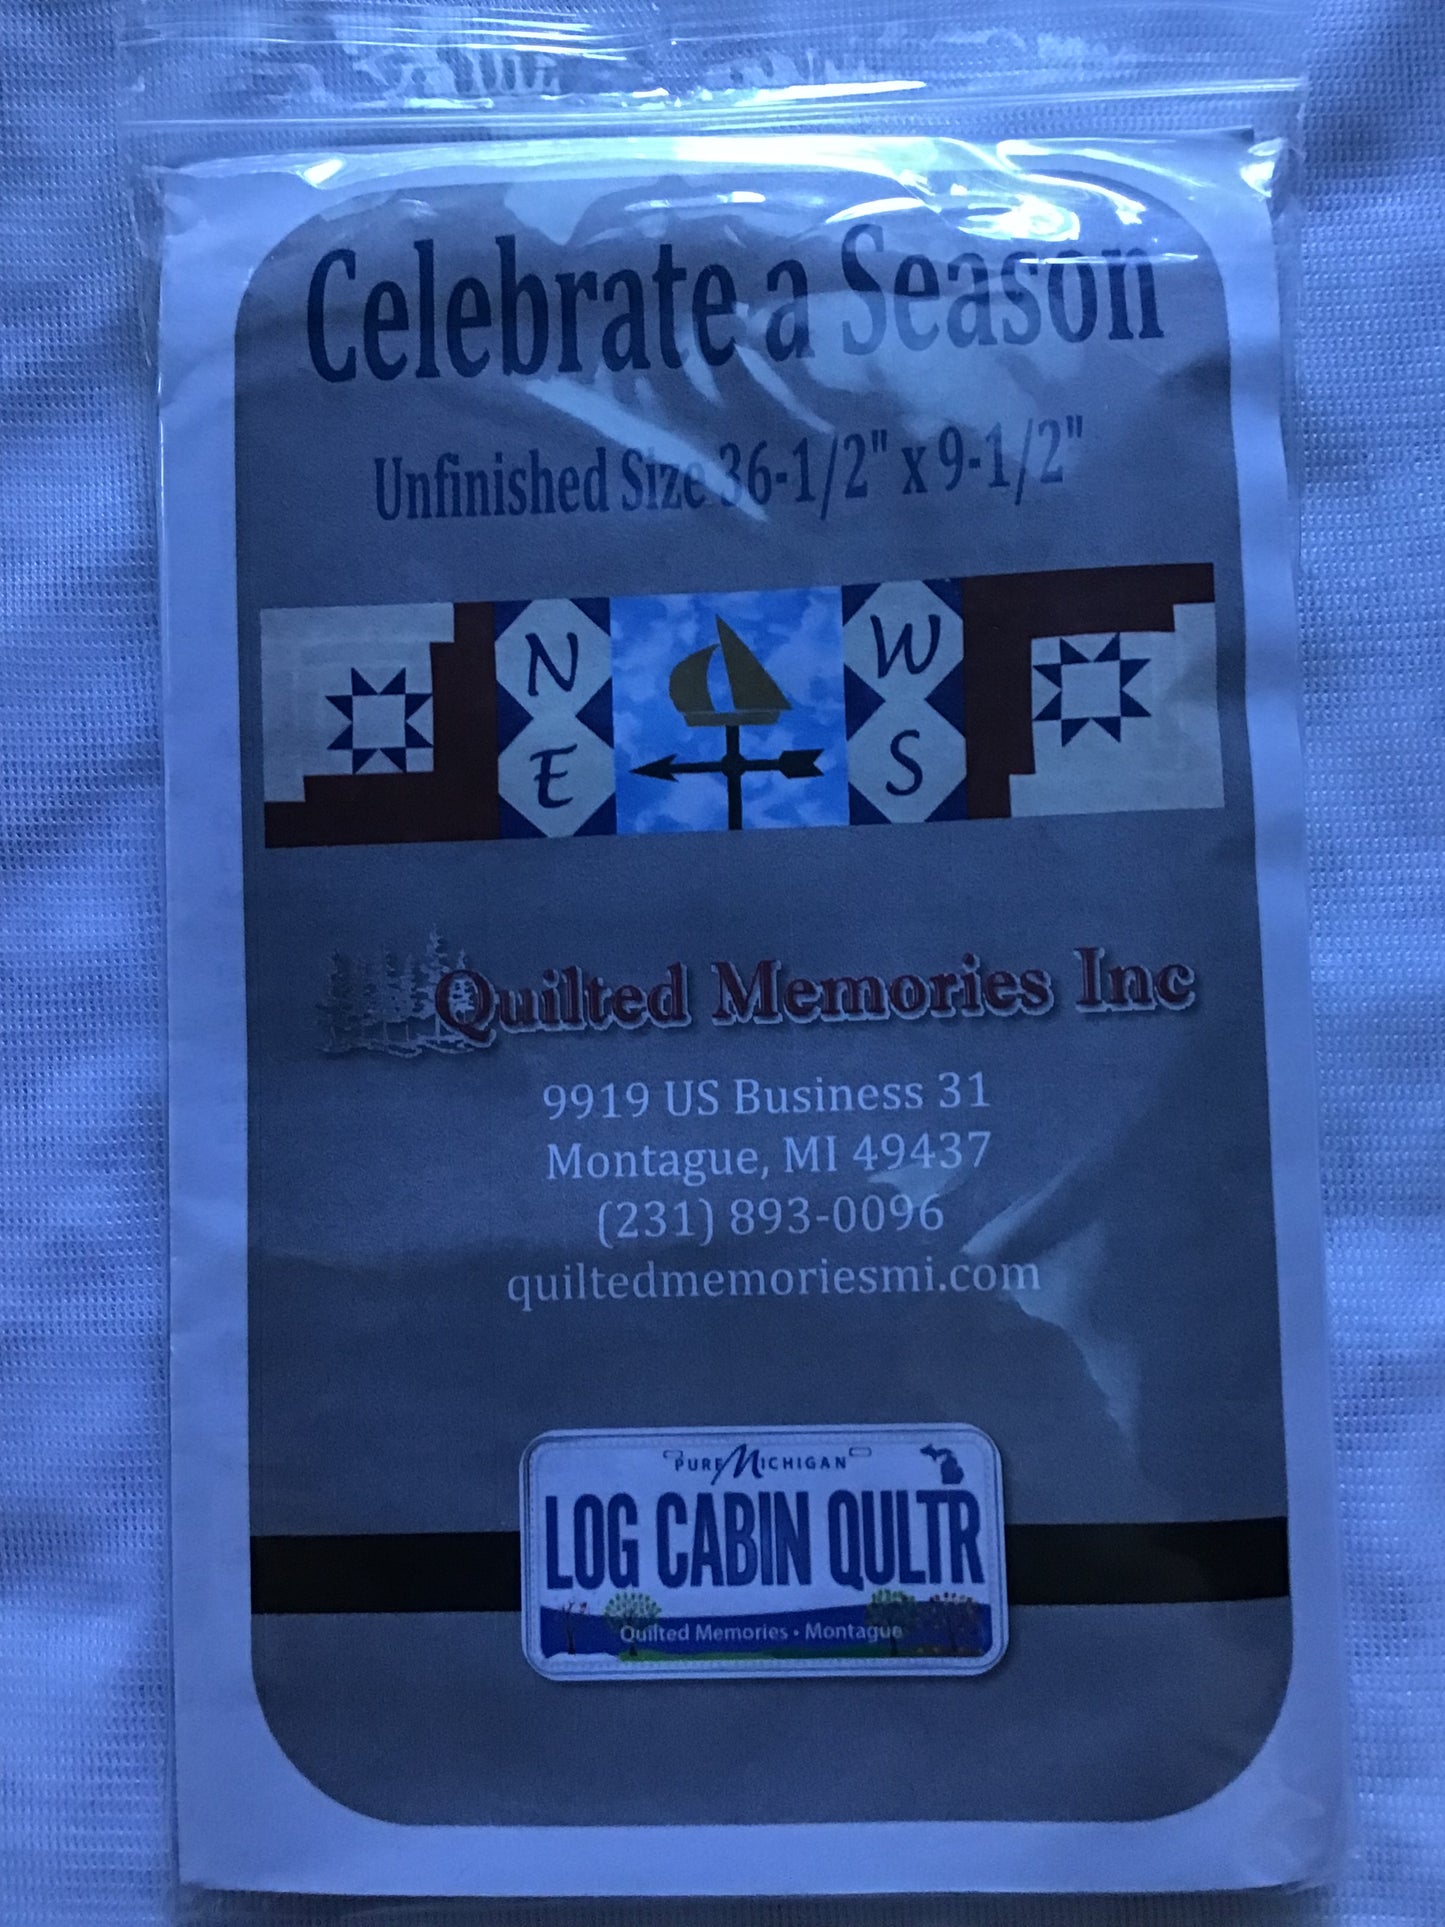 Celebrate a Season
Unfinished Size 36-1/2" x 9-1/2"
N W
E S
Quilted Memories Inc
9919 US Business 31
Montague, MI 49437
(231) 893-0096
quiltedmemoriesmi.com
PURE MICHIGAN
LOG CABIN QULTR
Quilted Memories • Montague